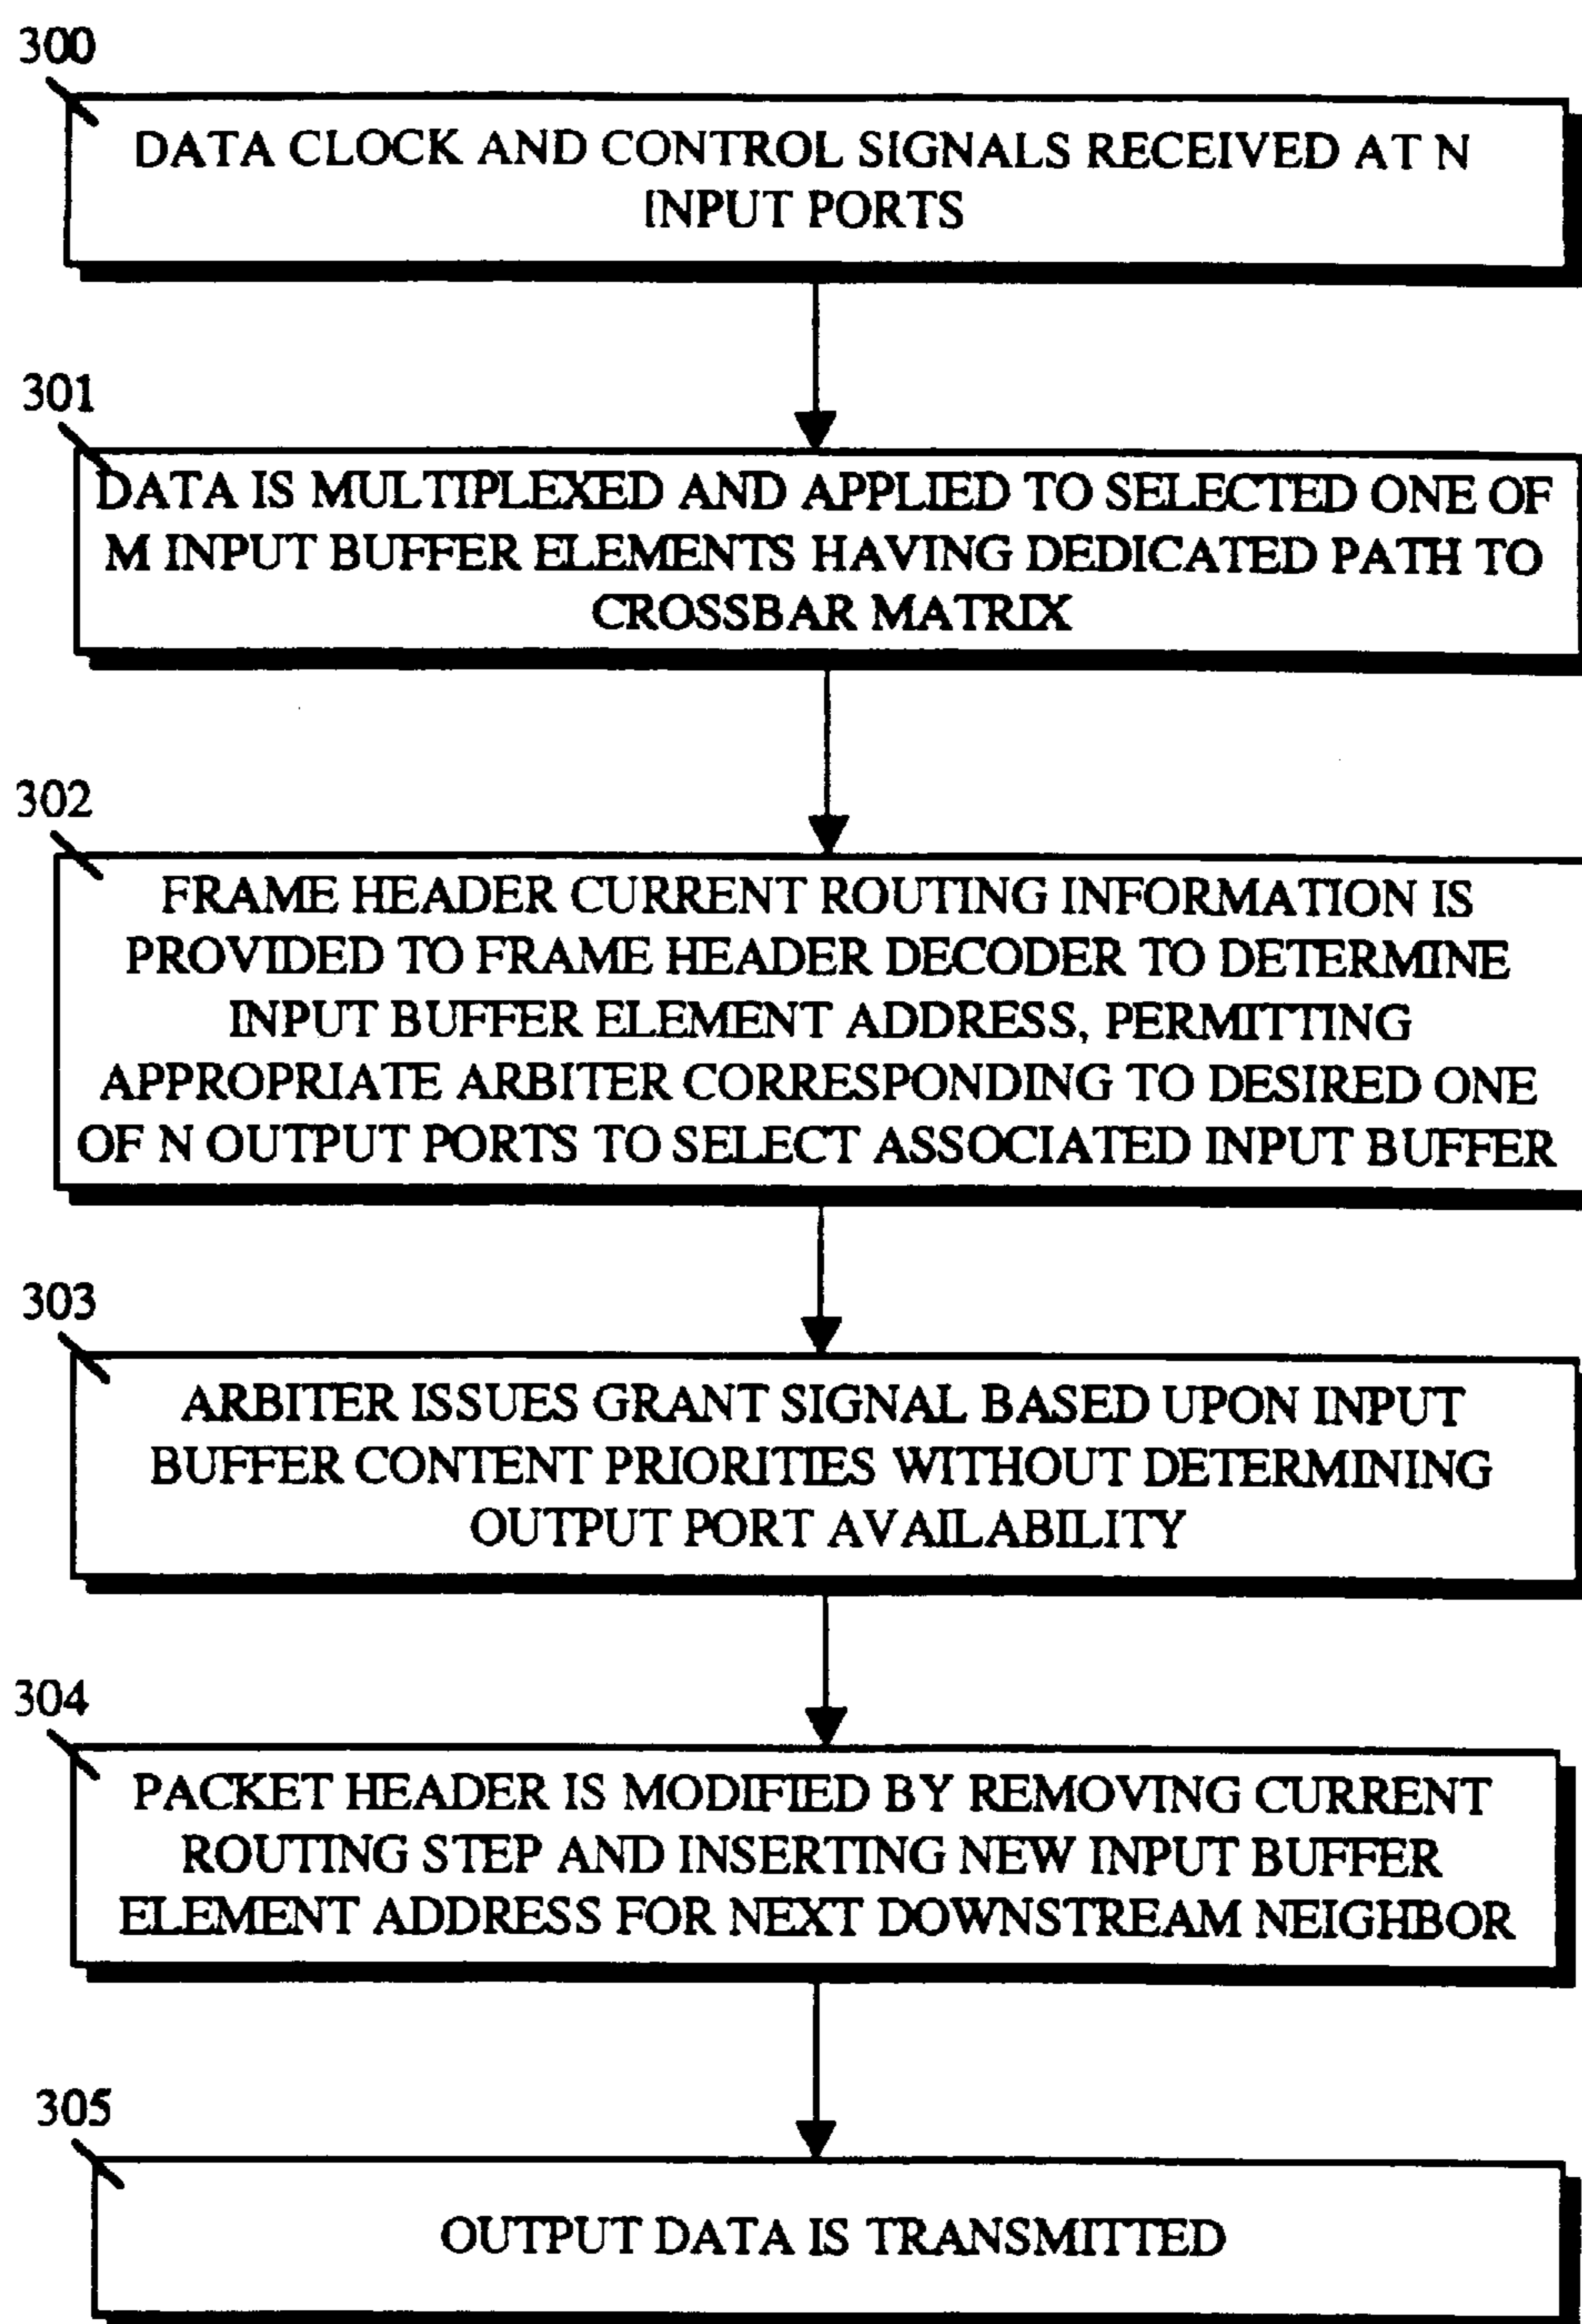 300
DATA CLOCK AND CONTROL SIGNALS RECEIVED AT N
INPUT PORTS
301
DATA IS MULTIPLEXED AND APPLIED TO SELECTED ONE OF
M INPUT BUFFER ELEMENTS HAVING DEDICATED PATH TO
CROSSBAR MATRIX
302
FRAME HEADER CURRENT ROUTING INFORMATION IS
PROVIDED TO FRAME HEADER DECODER TO DETERMINE
INPUT BUFFER ELEMENT ADDRESS, PERMITTING
APPROPRIATE ARBITER CORRESPONDING TO DESIRED ONE
OF N OUTPUT PORTS TO SELECT ASSOCIATED INPUT BUFFER
303
ARBITER ISSUES GRANT SIGNAL BASED UPON INPUT
BUFFER CONTENT PRIORITIES WITHOUT DETERMINING
OUTPUT PORT AVAILABILITY
304
PACKET HEADER IS MODIFIED BY REMOVING CURRENT
ROUTING STEP AND INSERTING NEW INPUT BUFFER
ELEMENT ADDRESS FOR NEXT DOWNSTREAM NEIGHBOR
305
OUTPUT DATA IS TRANSMITTED